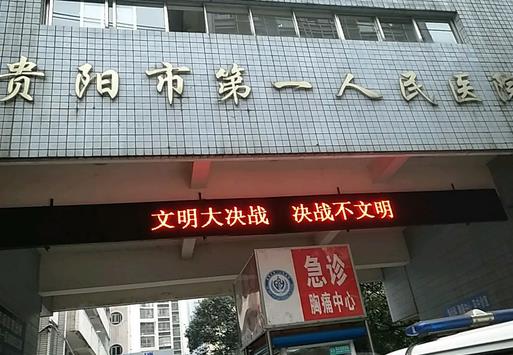 贵阳市第一人民医院
文明大决战 决战不文明
急诊
胸痛中心